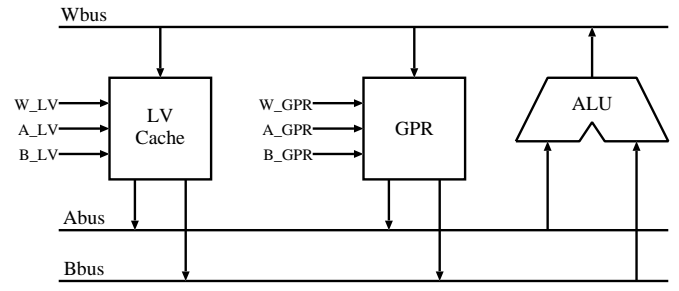 Wbus
W_LV
A_LV
B_LV
LV
Cache
W_GPR
A_GPR
B_GPR
GPR
ALU
Abus
Bbus